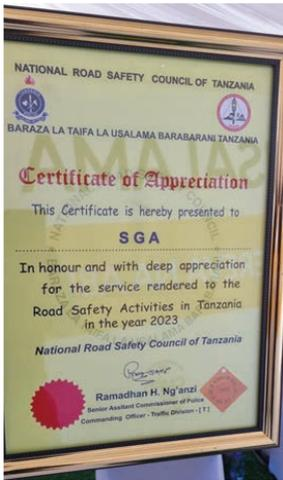 NATIONAL ROAD SAFETY COUNCIL OF TANZANIA
BARAZA LA TAIFA LA USALAMA BARABARANI TANZANIA
Certificate of Appreciation
This Certificate is hereby presented to
SGA
In honour and with deep appreciation
for the service rendered to the
Road Safety Activities in Tanzania
in the year 2023
National Road Safety Council of Tanzania
Ramadhan H. Ng'anzi
Senior Assitant Commissioner of Police
Commanding Officer - Traffic Division - [T]